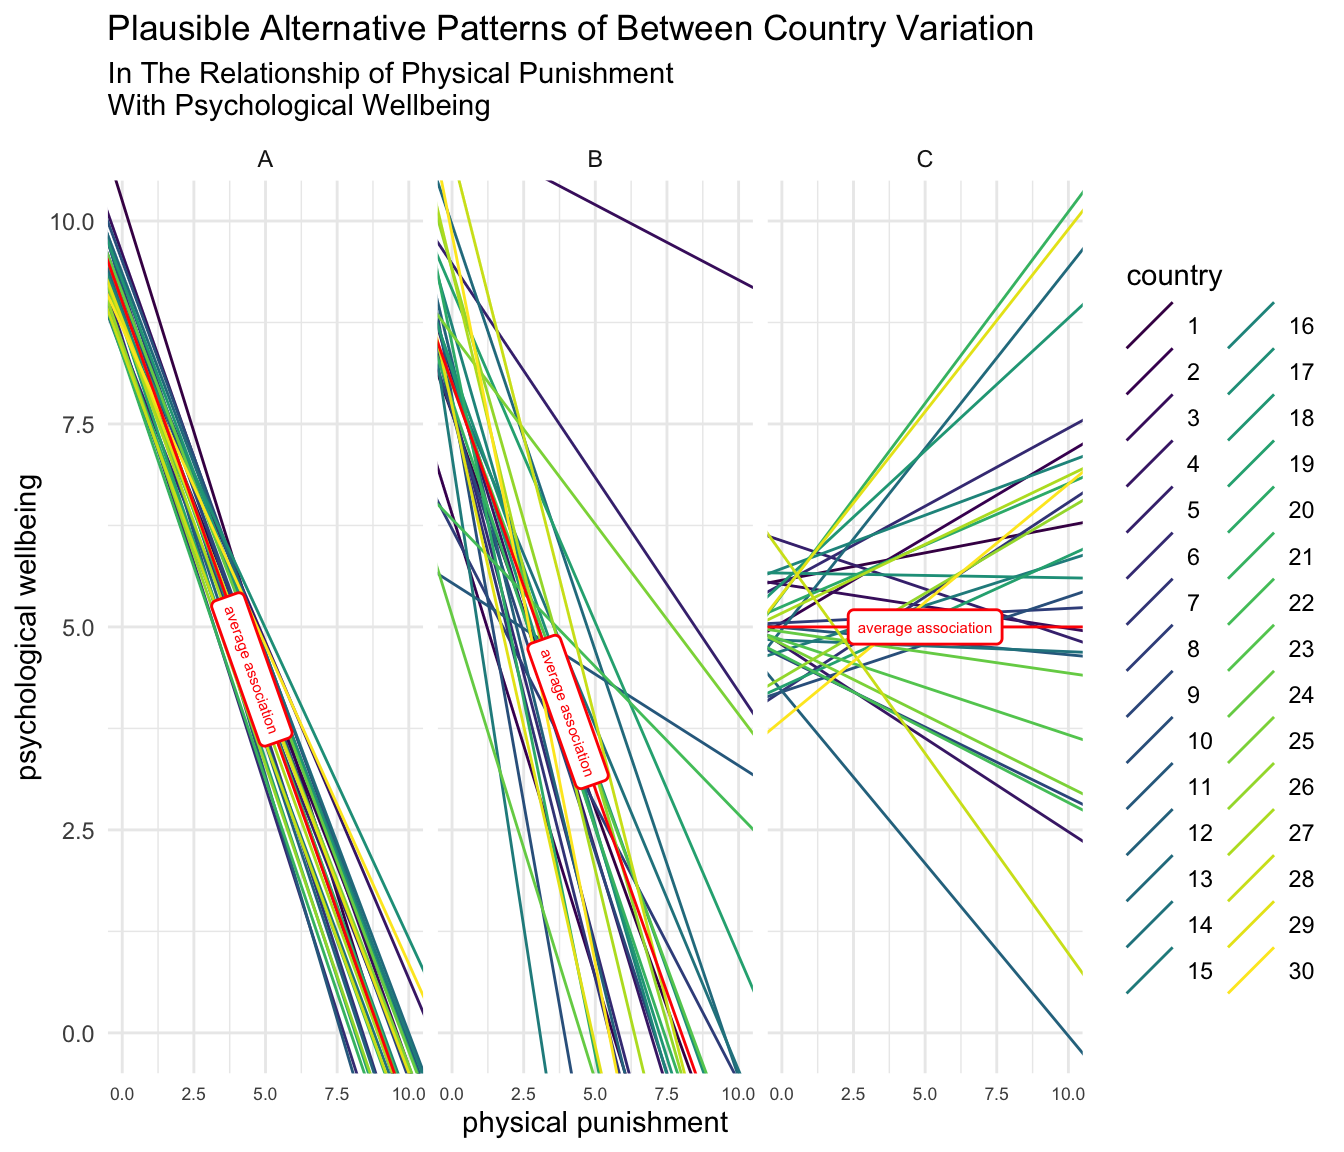 Plausible Alternative Patterns of Between Country Variation
In The Relationship of Physical Punishment
With Psychological Wellbeing
A
B
C
psychological wellbeing
10.0
7.5
5.0
2.5
0.0
average association
average association
average association
0.0 2.5 5.0 7.5 10.0
0.0 2.5 5.0 7.5 10.0
0.0 2.5 5.0 7.5 10.0
physical punishment
country
1
2
3
4
5
6
7
8
9
10
11
12
13
14
15
16
17
18
19
20
21
22
23
24
25
26
27
28
29
30